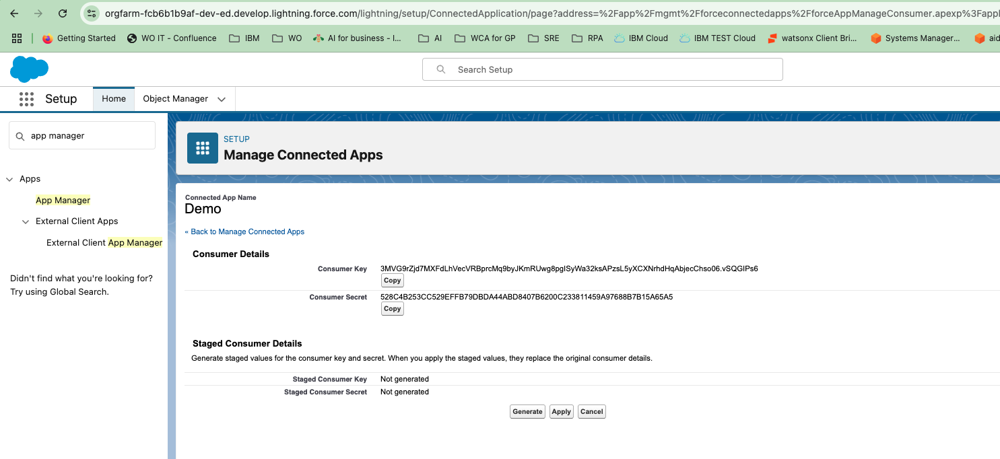 orgfarm-fcb6b1b9af-dev-ed.develop.lightning.force.com/lightning/setup/ConnectedApplication/page?address=%2Fapp%2Fmgmt%2Fforceconnectedapps%2FforceAppManageConsumer.apexp%3Fappl
Getting Started WO IT - Confluence IBM WO AI for business - I... AI WCA for GP SRE RPA IBM Cloud IBM TEST Cloud watsonx Client Bri... Systems Manager... aid
Search Setup
Setup Home Object Manager
app manager
Apps
App Manager
External Client Apps
External Client App Manager
Didn't find what you're looking for?
Try using Global Search.
SETUP
Manage Connected Apps
Connected App Name
Demo
« Back to Manage Connected Apps
Consumer Details
Consumer Key 3MVG9rZjd7MXFdLhVecVRBprcMq9byJKmRUwg8pgISyWa32ksAPzsL5yXCXNrhdHqAbjecChso06.vSQGIPs6
Copy
Consumer Secret 528C4B253CC529EFFB79DBDA44ABD8407B6200C233811459A97688B7B15A65A5
Copy
Staged Consumer Details
Generate staged values for the consumer key and secret. When you apply the staged values, they replace the original consumer details.
Staged Consumer Key Not generated
Staged Consumer Secret Not generated
Generate Apply Cancel